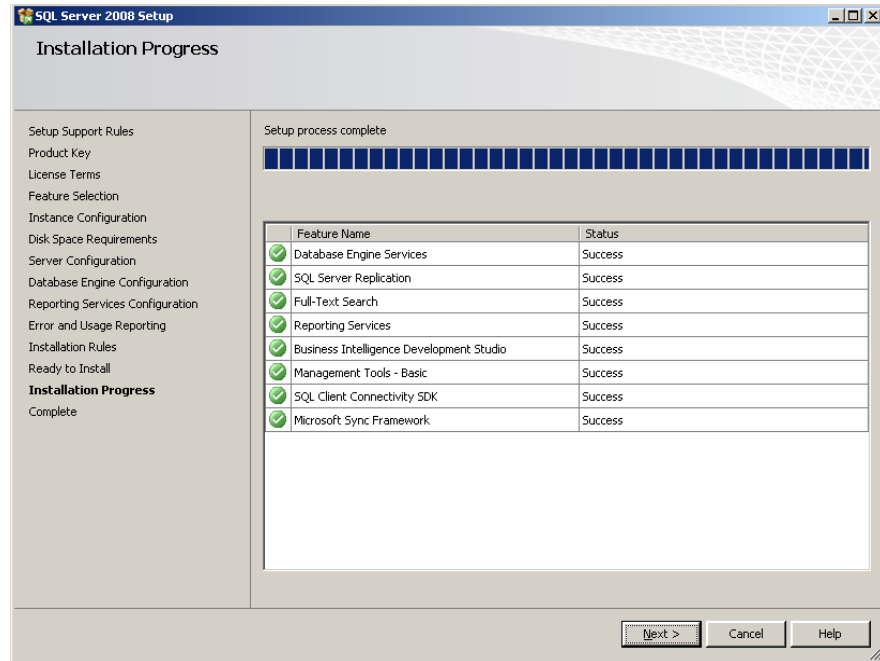 SQL Server 2008 Setup
Installation Progress
Setup Support Rules
Product Key
License Terms
Feature Selection
Instance Configuration
Disk Space Requirements
Server Configuration
Database Engine Configuration
Reporting Services Configuration
Error and Usage Reporting
Installation Rules
Ready to Install
Installation Progress
Complete
Setup process complete
Feature Name Status
Database Engine Services Success
SQL Server Replication Success
Full-Text Search Success
Reporting Services Success
Business Intelligence Development Studio Success
Management Tools - Basic Success
SQL Client Connectivity SDK Success
Microsoft Sync Framework Success
Next > Cancel Help